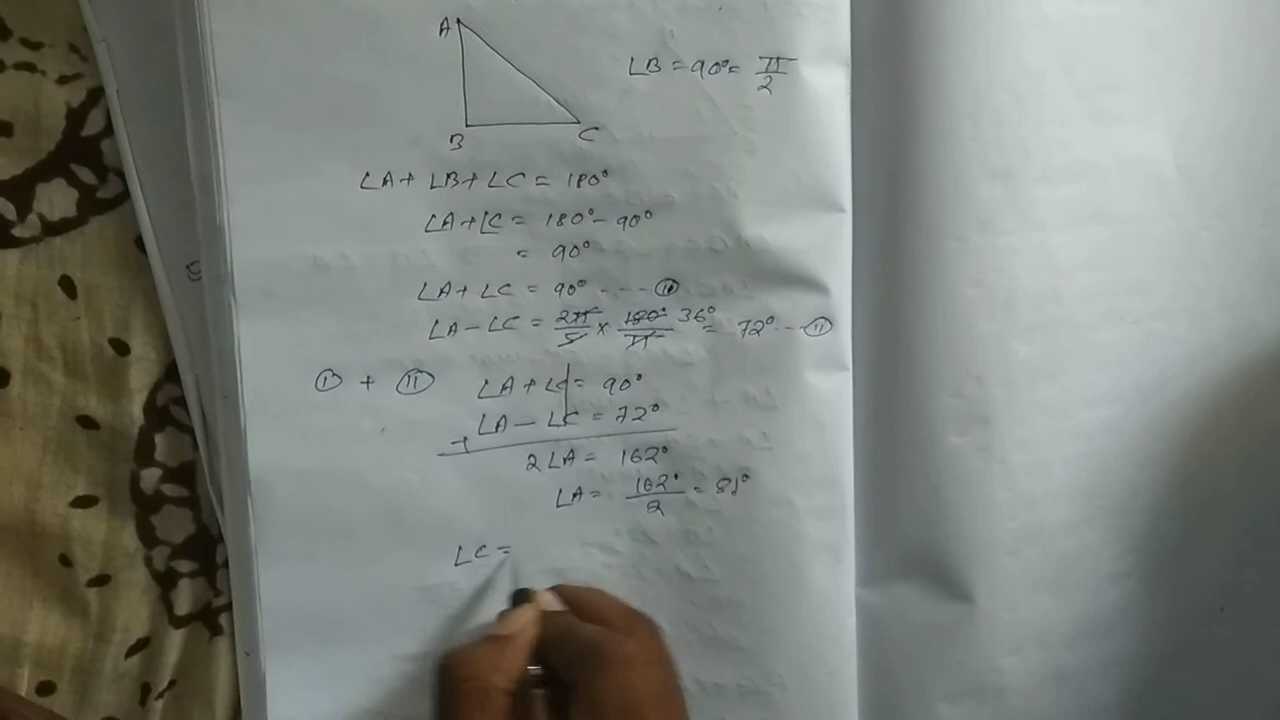 A
∠B = 90° = π/2
B C
∠A + ∠B + ∠C = 180°
∠A + ∠C = 180° - 90°
= 90°
∠A + ∠C = 90° ---- (I)
∠A - ∠C = 2π/5 × 180°/π 36° = 72° --- (II)
(I) + (II) ∠A + ∠C = 90°
∠A - ∠C = 72°
+
2∠A = 162°
∠A = 162°/2 = 81°
∠C =